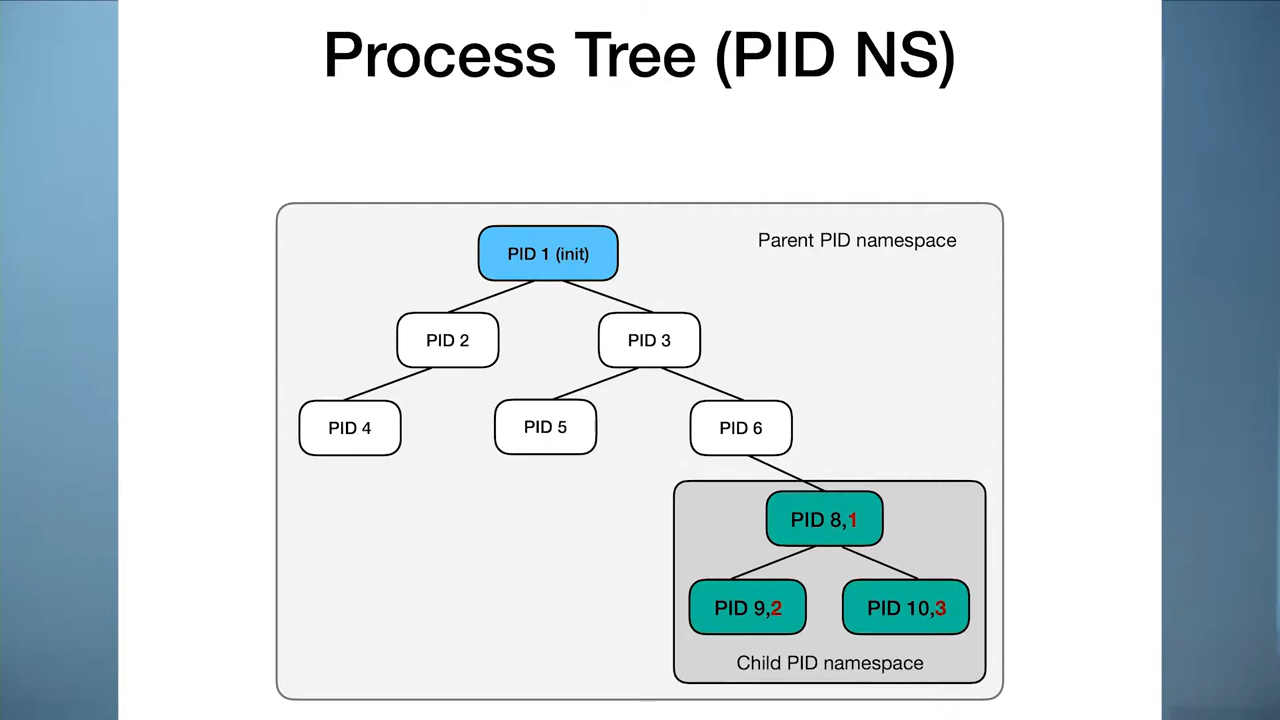 Process Tree (PID NS)
PID 1 (init)
Parent PID namespace
PID 2
PID 3
PID 4
PID 5
PID 6
PID 8,1
PID 9,2
PID 10,3
Child PID namespace